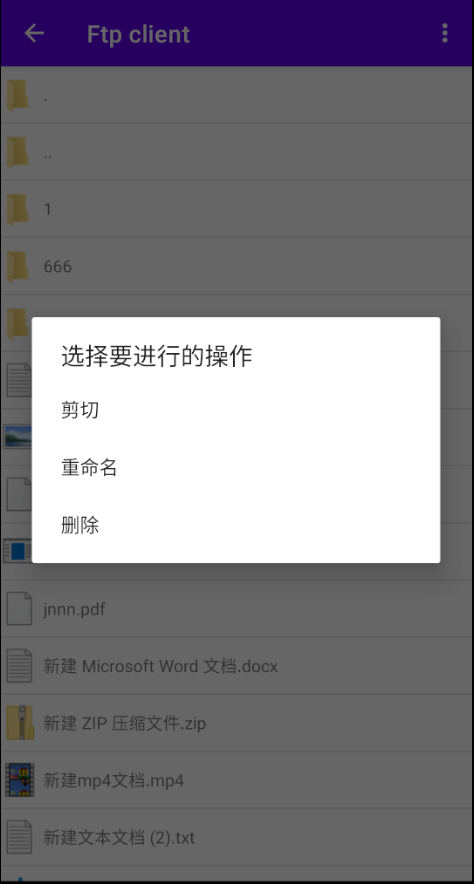 Ftp client
.
..
1
666
选择要进行的操作
剪切
重命名
删除
jnnn.pdf
新建 Microsoft Word 文档.docx
新建 ZIP 压缩文件.zip
新建mp4文档.mp4
新建文本文档 (2).txt